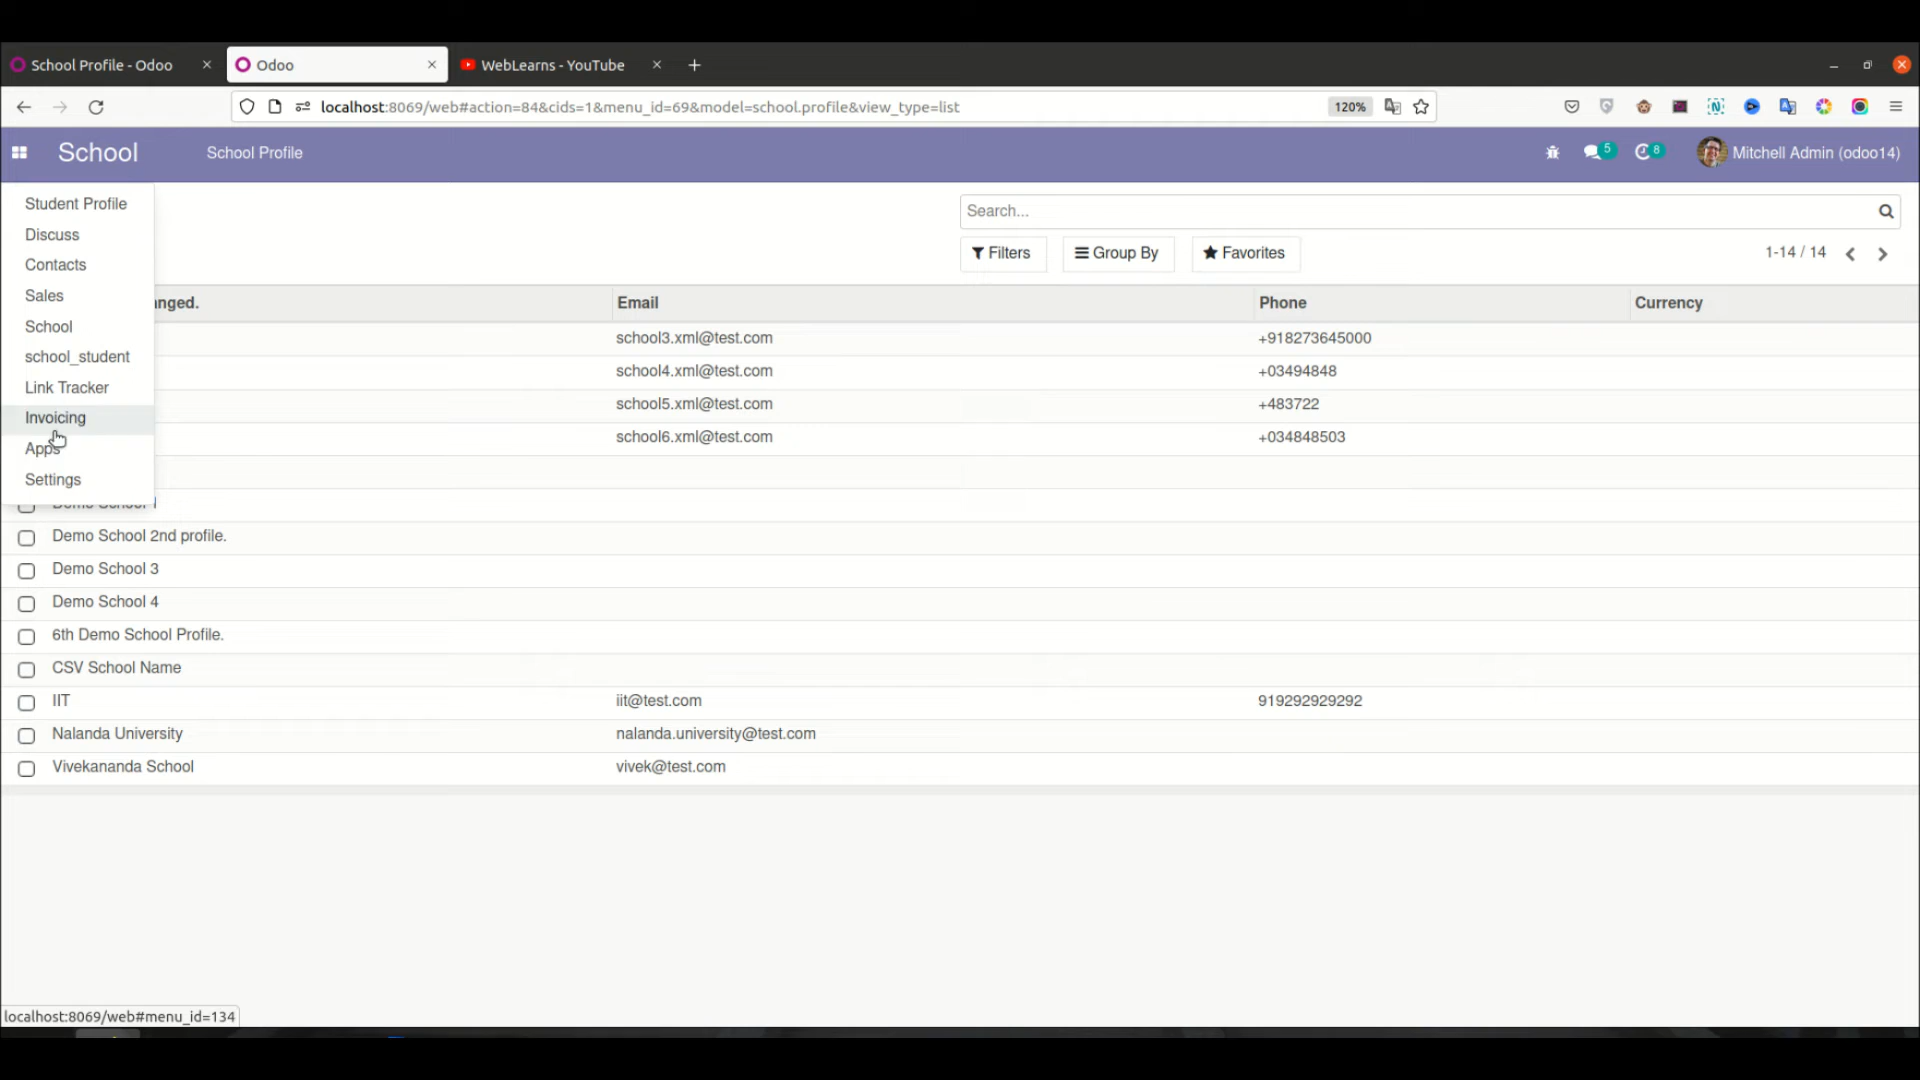 School Profile - Odoo
Odoo
WebLearns - YouTube
localhost:8069/web#action=84&cids=1&menu_id=69&model=school.profile&view_type=list
120%
School
School Profile
5
8
Mitchell Admin (odoo14)
Student Profile
Discuss
Contacts
Sales
School
school_student
Link Tracker
Invoicing
Apps
Settings
Search...
Filters
Group By
Favorites
1-14 / 14
anged.
Email
Phone
Currency
school3.xml@test.com
+918273645000
school4.xml@test.com
+03494848
school5.xml@test.com
+483722
school6.xml@test.com
+034848503
Demo School 2nd profile.
Demo School 3
Demo School 4
6th Demo School Profile.
CSV School Name
IIT
iit@test.com
919292929292
Nalanda University
nalanda.university@test.com
Vivekananda School
vivek@test.com
localhost:8069/web#menu_id=134